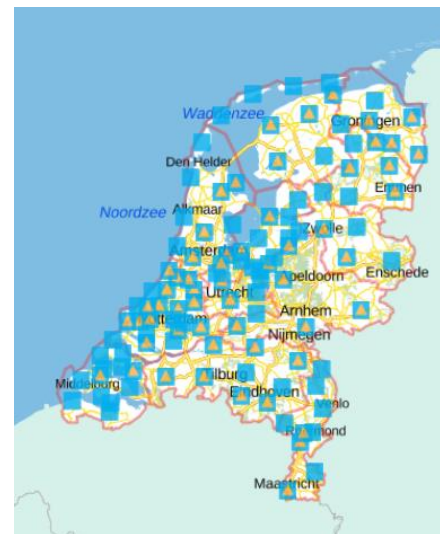 Waddenzee
Groningen
Den Helder
Noordzee
Alkmaar
Emmen
Zwolle
Amsterdam
Apeldoorn
Enschede
Utrecht
Arnhem
Rotterdam
Nijmegen
Middelburg
Tilburg
Eindhoven
Venlo
Roermond
Maastricht